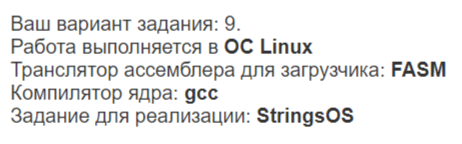 Ваш вариант задания: 9.
Работа выполняется в ОС Linux
Транслятор ассемблера для загрузчика: FASM
Компилятор ядра: gcc
Задание для реализации: StringsOS